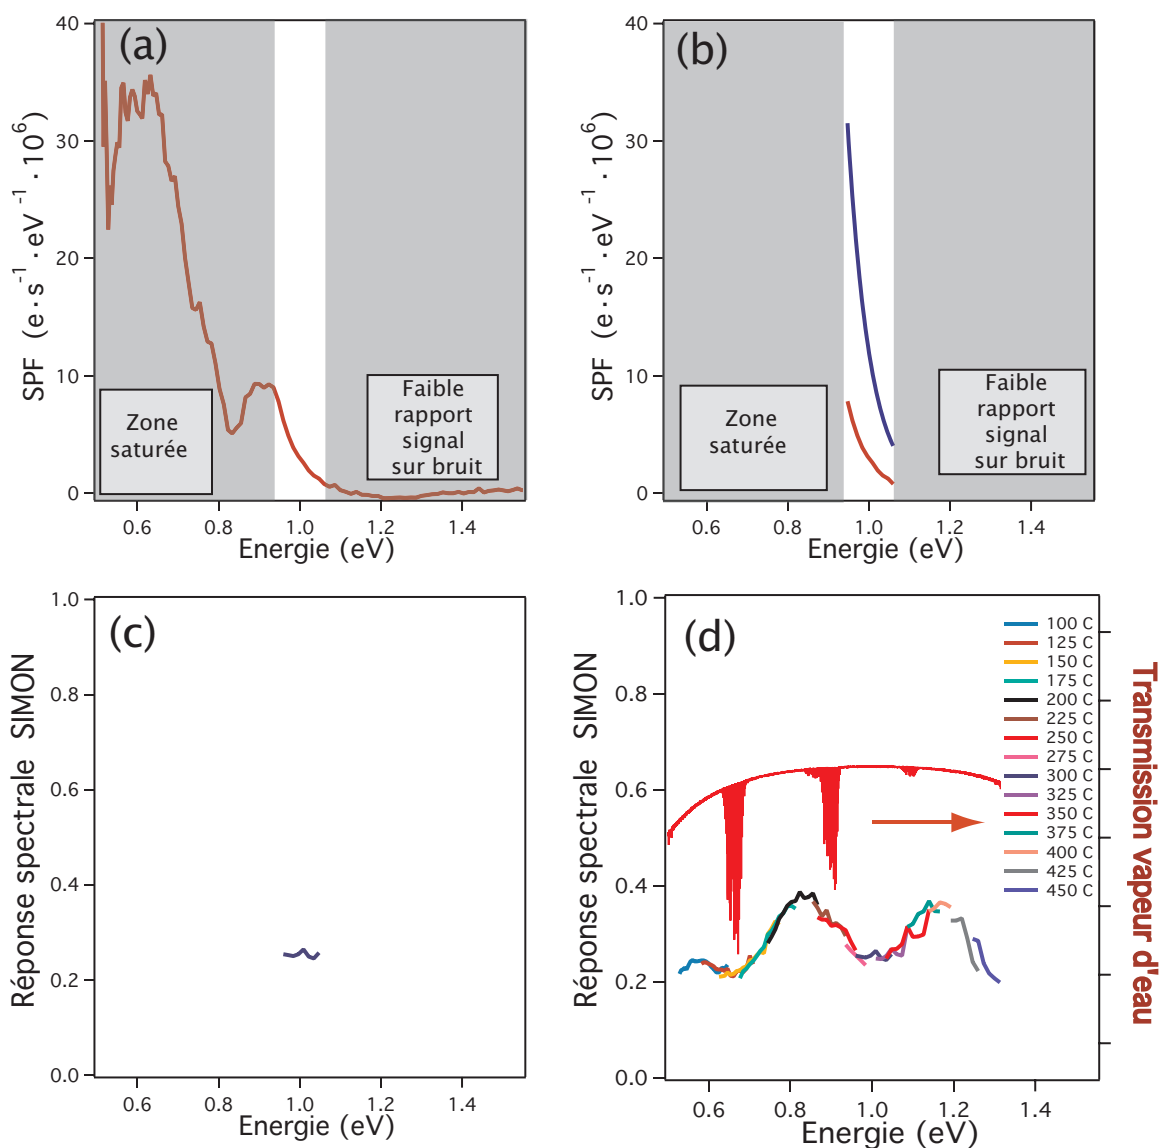 (a)
40
30
20
10
0
SPF (e·s⁻¹·eV⁻¹·10⁶)
Zone
saturée
Faible
rapport
signal
sur bruit
0.6 0.8 1.0 1.2 1.4
Energie (eV)
(b)
40
30
20
10
0
SPF (e·s⁻¹·eV⁻¹·10⁶)
Zone
saturée
Faible
rapport
signal
sur bruit
0.6 0.8 1.0 1.2 1.4
Energie (eV)
(c)
1.0
0.8
0.6
0.4
0.2
0.0
Réponse spectrale SIMON
0.6 0.8 1.0 1.2 1.4
Energie (eV)
(d)
1.0
0.8
0.6
0.4
0.2
0.0
Réponse spectrale SIMON
100 C
125 C
150 C
175 C
200 C
225 C
250 C
275 C
300 C
325 C
350 C
375 C
400 C
425 C
450 C
Transmission vapeur d'eau
0.6 0.8 1.0 1.2 1.4
Energie (eV)